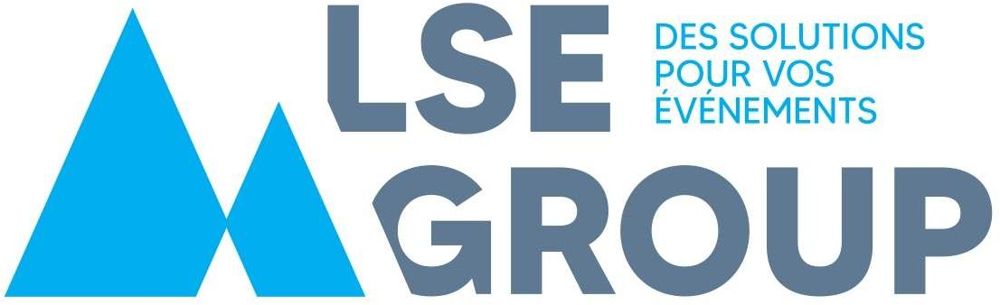 LSE
DES SOLUTIONS
POUR VOS
ÉVÉNEMENTS
GROUP